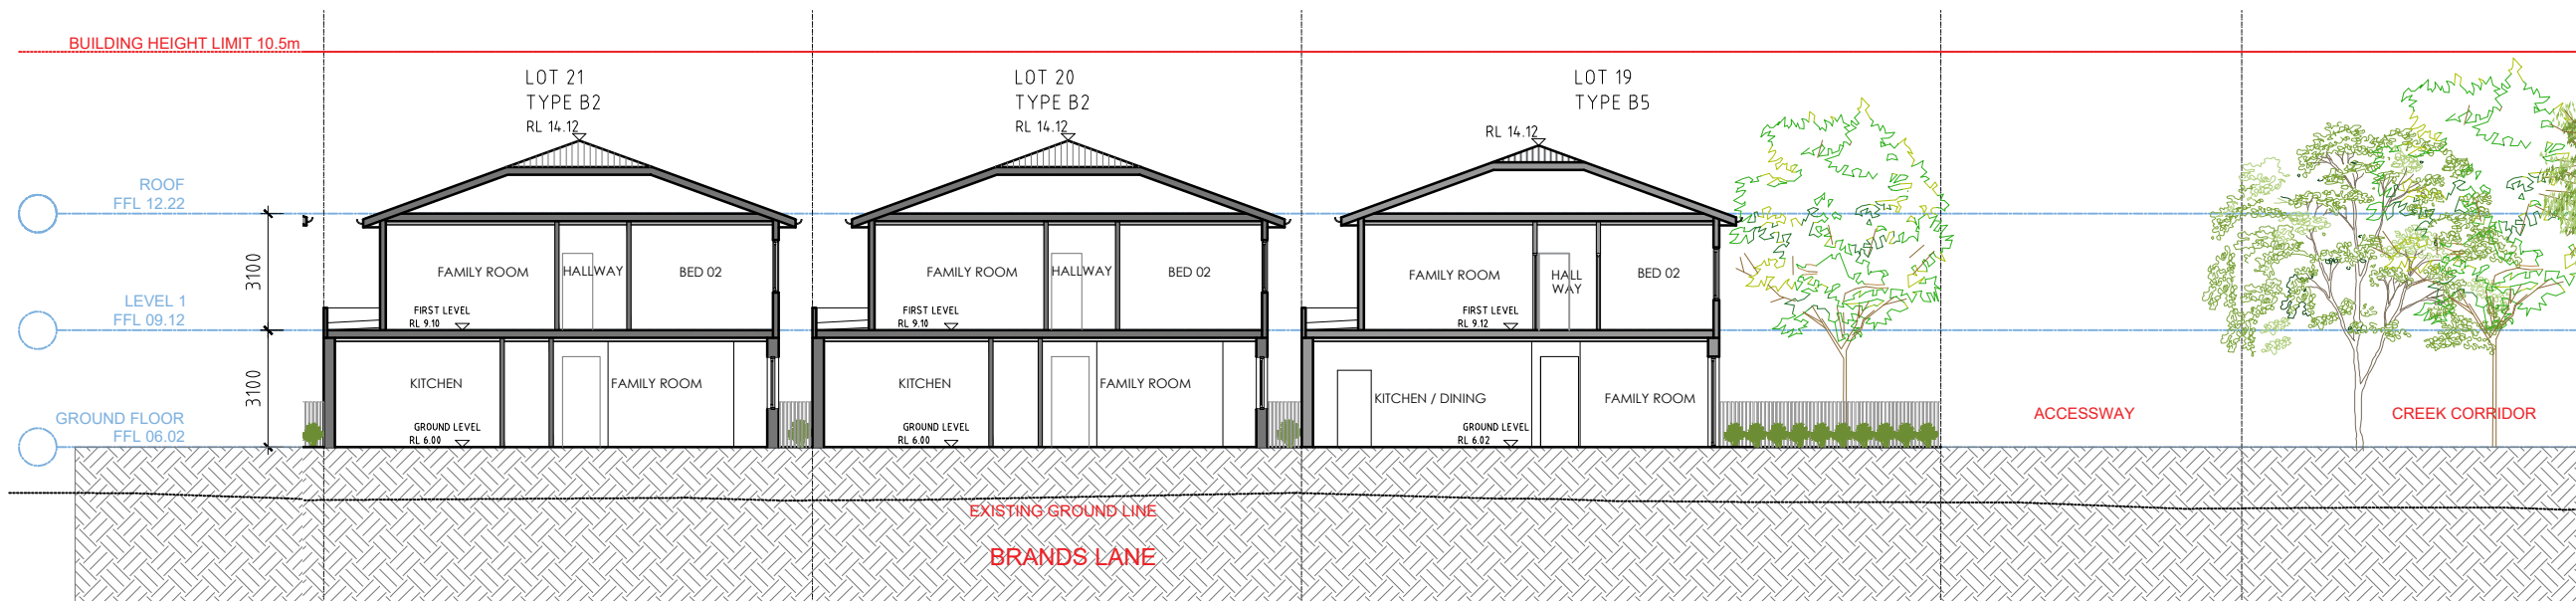 BUILDING HEIGHT LIMIT 10.5m
LOT 21
TYPE B2
RL 14.12
LOT 20
TYPE B2
RL 14.12
LOT 19
TYPE B5
RL 14.12
ROOF
FFL 12.22
3100
LEVEL 1
FFL 09.12
3100
GROUND FLOOR
FFL 06.02
FAMILY ROOM
HALLWAY
BED 02
FIRST LEVEL
RL 9.10
KITCHEN
FAMILY ROOM
GROUND LEVEL
RL 6.00
FAMILY ROOM
HALLWAY
BED 02
FIRST LEVEL
RL 9.10
KITCHEN
FAMILY ROOM
GROUND LEVEL
RL 6.00
FAMILY ROOM
HALL
WAY
BED 02
FIRST LEVEL
RL 9.12
KITCHEN / DINING
FAMILY ROOM
GROUND LEVEL
RL 6.02
ACCESSWAY
CREEK CORRIDOR
EXISTING GROUND LINE
BRANDS LANE